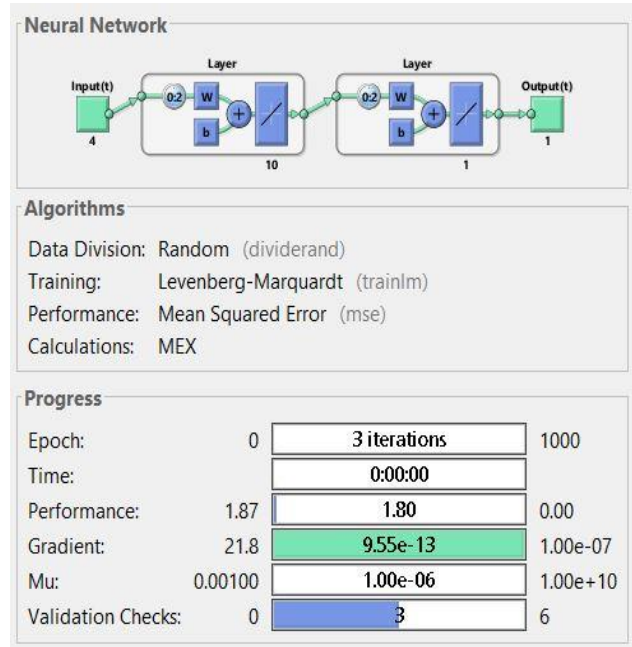 Neural Network
Layer Layer
Input(t) Output(t)
0:2 W + 0:2 W +
b b
4 1
10 1
Algorithms
Data Division: Random (dividerand)
Training: Levenberg-Marquardt (trainlm)
Performance: Mean Squared Error (mse)
Calculations: MEX
Progress
Epoch: 0 3 iterations 1000
Time: 0:00:00
Performance: 1.87 1.80 0.00
Gradient: 21.8 9.55e-13 1.00e-07
Mu: 0.00100 1.00e-06 1.00e+10
Validation Checks: 0 3 6